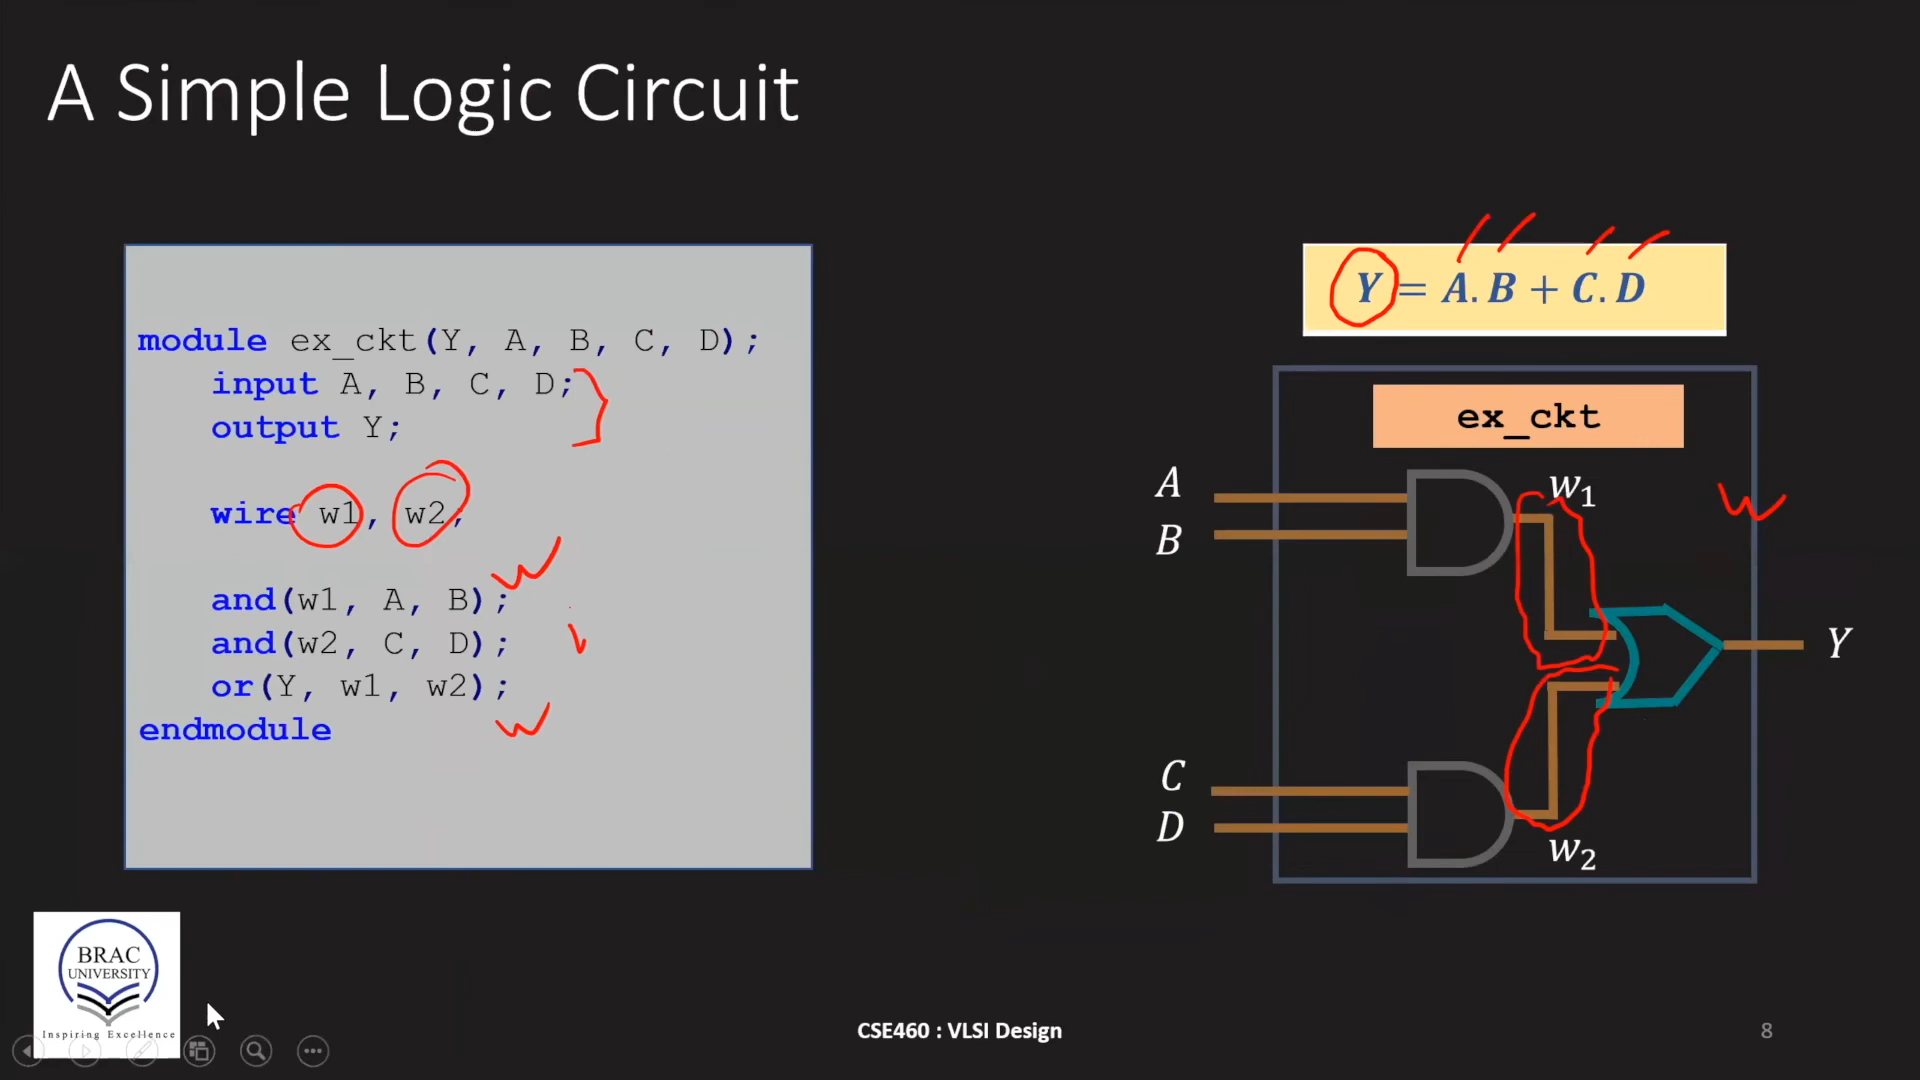 A Simple Logic Circuit
module ex_ckt(Y, A, B, C, D);
input A, B, C, D;
output Y;
wire w1, w2;
and(w1, A, B);
and(w2, C, D);
or(Y, w1, w2);
endmodule
Y = A.B + C.D
ex_ckt
A
B
w₁
Y
C
D
w₂
BRAC
UNIVERSITY
Inspiring Excellence
CSE460 : VLSI Design
8